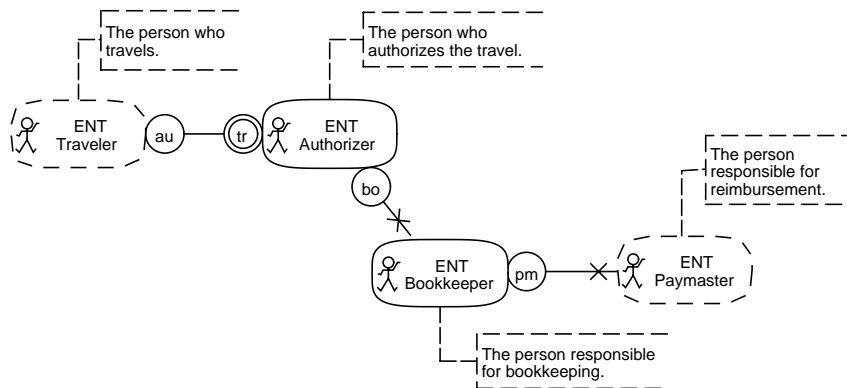 The person who
travels.
The person who
authorizes the travel.
ENT
Traveler
au
tr
ENT
Authorizer
bo
The person
responsible for
reimbursement.
ENT
Bookkeeper
pm
ENT
Paymaster
The person responsible
for bookkeeping.